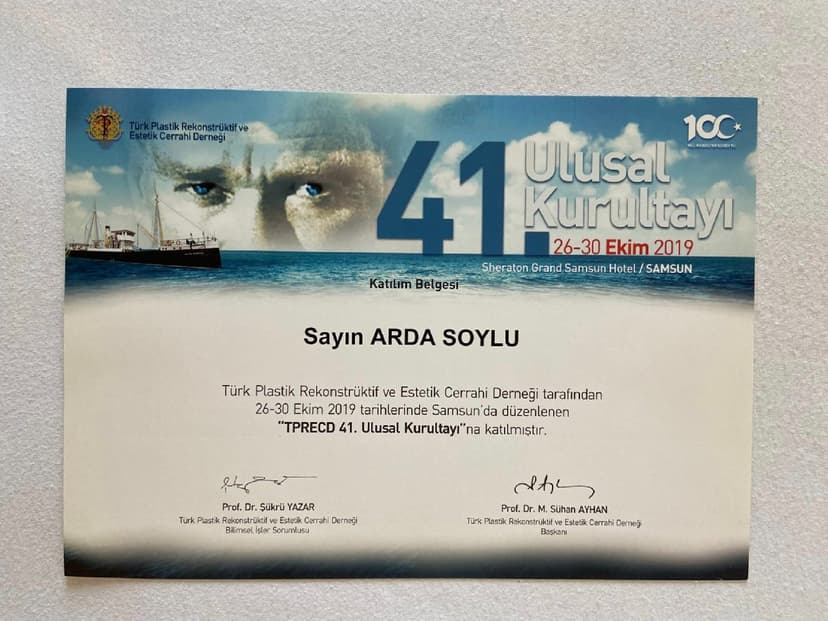 Türk Plastik Rekonstrüktif ve
Estetik Cerrahi Derneği
100
41.
Ulusal
Kurultayı
26-30 Ekim 2019
Sheraton Grand Samsun Hotel / SAMSUN
Katılım Belgesi
Sayın ARDA SOYLU
Türk Plastik Rekonstrüktif ve Estetik Cerrahi Derneği tarafından
26-30 Ekim 2019 tarihlerinde Samsun'da düzenlenen
"TPRECD 41. Ulusal Kurultayı"na katılmıştır.
Prof. Dr. Şükrü YAZAR
Türk Plastik Rekonstrüktif ve Estetik Cerrahi Derneği
Bilimsel İşler Sorumlusu
Prof. Dr. M. Sühan AYHAN
Türk Plastik Rekonstrüktif ve Estetik Cerrahi Derneği
Başkanı